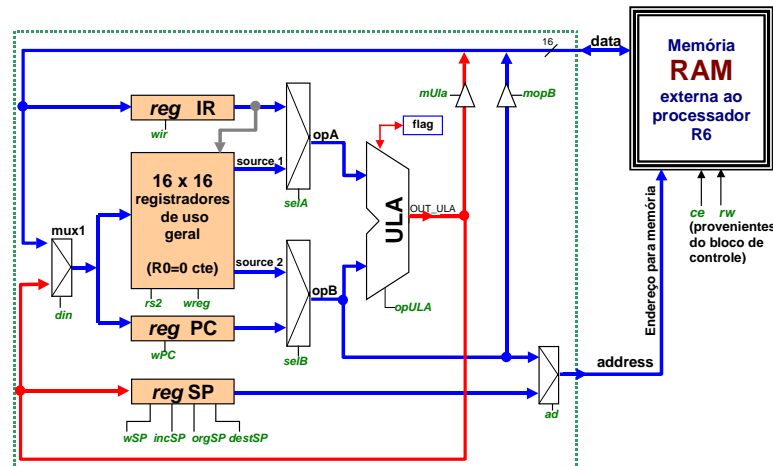 16
data
Memória
RAM
externa ao
processador
R6
mUla
mopB
reg IR
wir
opA
flag
source 1
16 x 16
registradores
de uso
geral
(R0=0 cte)
selA
ULA
OUT_ULA
ce
rw
(provenientes
do bloco de
controle)
Endereço para memória
mux1
source 2
opB
rs2
wreg
opULA
din
reg PC
wPC
selB
address
reg SP
ad
wSP
incSP
orgSP
destSP